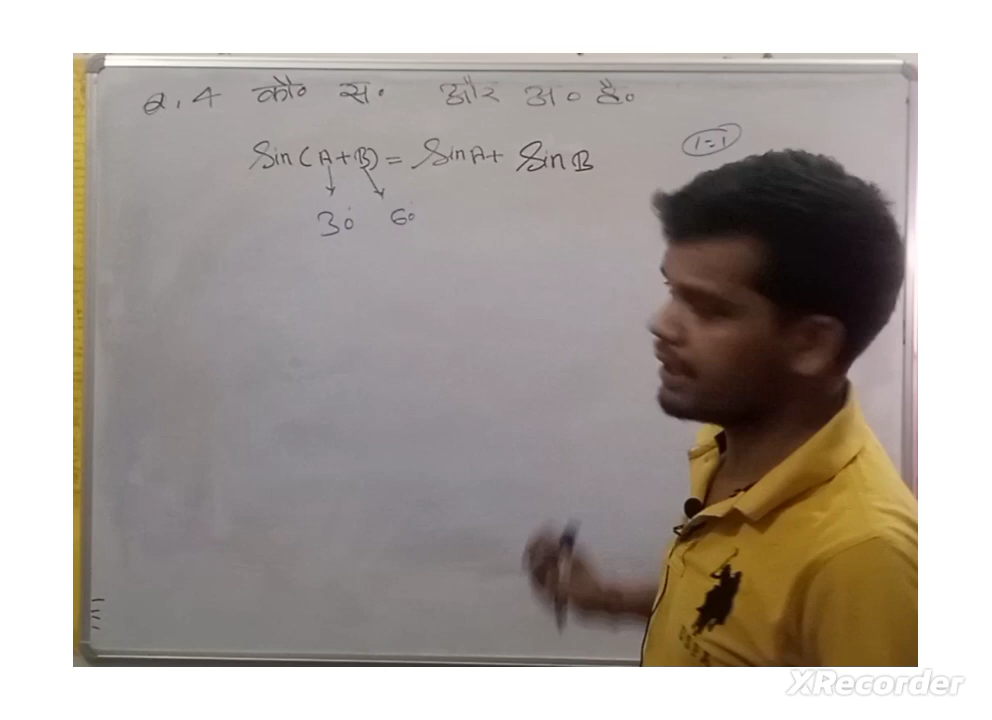 Q.4 कौ० स० और अ० है०
Sin(A+B) = SinA + SinB
1=1
30° 60°
XRecorder